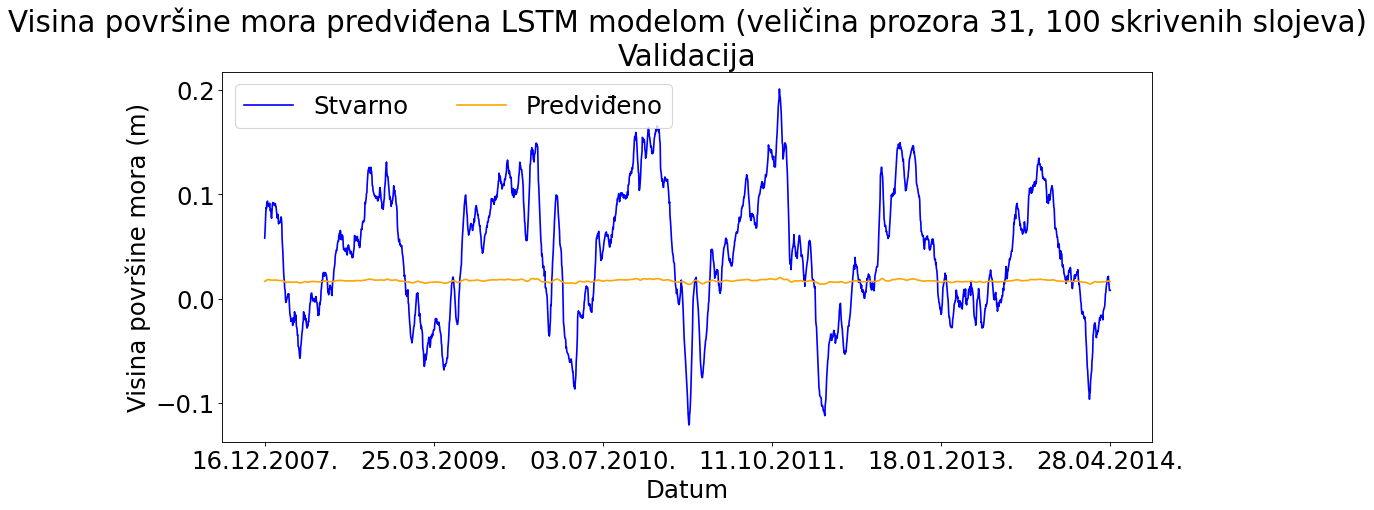 Visina površine mora predviđena LSTM modelom (veličina prozora 31, 100 skrivenih slojeva)
Validacija
Stvarno
Predviđeno
Visina površine mora (m)
0.2
0.1
0.0
−0.1
16.12.2007.
25.03.2009.
03.07.2010.
11.10.2011.
18.01.2013.
28.04.2014.
Datum